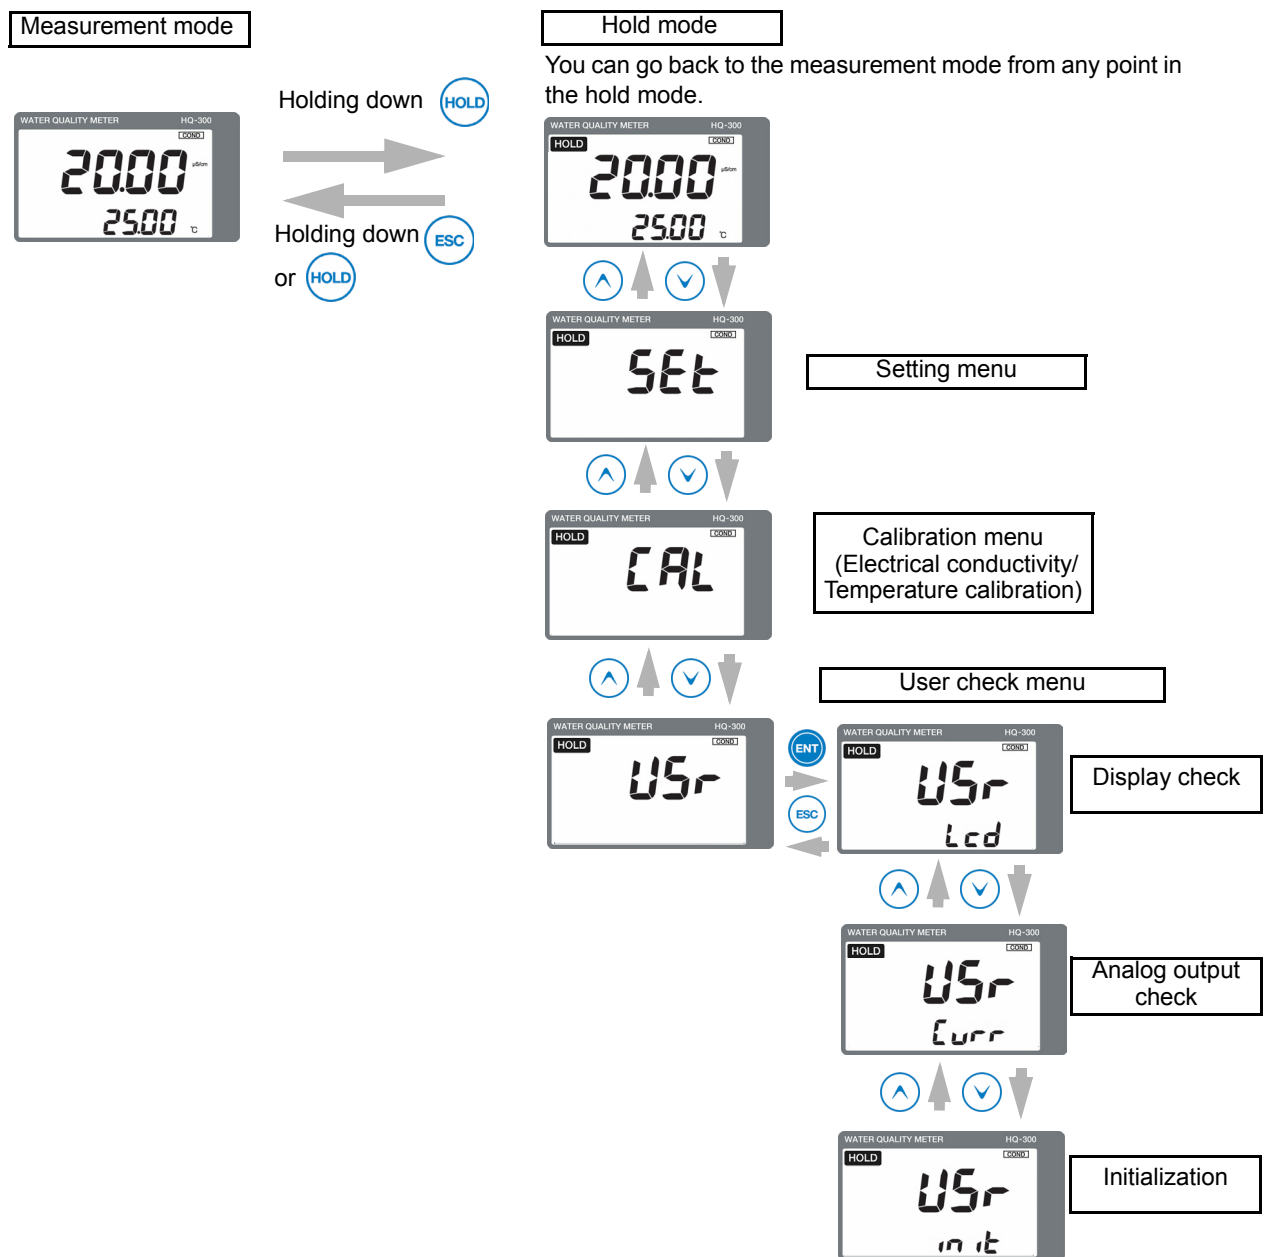 Measurement mode
Holding down HOLD
Holding down ESC
or HOLD
WATER QUALITY METER HQ-300
COND
20.00 µS/cm
25.00 ℃
Hold mode
You can go back to the measurement mode from any point in
the hold mode.
WATER QUALITY METER HQ-300
HOLD COND
20.00 µS/cm
25.00 ℃
WATER QUALITY METER HQ-300
HOLD COND
SEt
Setting menu
WATER QUALITY METER HQ-300
HOLD COND
CAL
Calibration menu
(Electrical conductivity/
Temperature calibration)
User check menu
WATER QUALITY METER HQ-300
HOLD COND
USr
ENT
ESC
WATER QUALITY METER HQ-300
HOLD COND
USr
Lcd
Display check
WATER QUALITY METER HQ-300
HOLD COND
USr
Curr
Analog output
check
WATER QUALITY METER HQ-300
HOLD COND
USr
init
Initialization